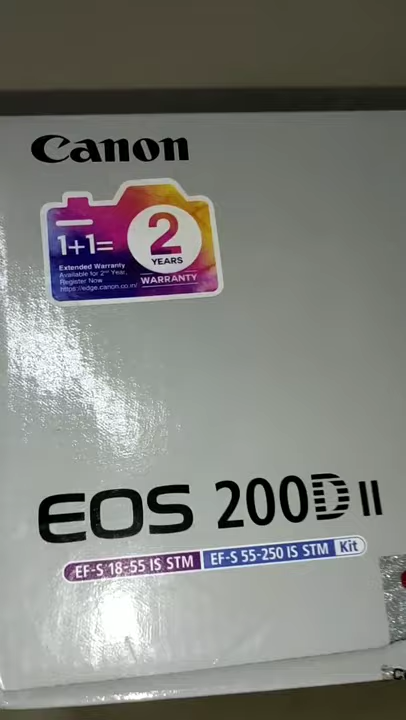 Canon
1+1= 2
YEARS
WARRANTY
Extended Warranty
Available for 2nd Year,
Register Now
https://edge.canon.co.in/
EOS 200D II
EF-S 18-55 IS STM EF-S 55-250 IS STM Kit